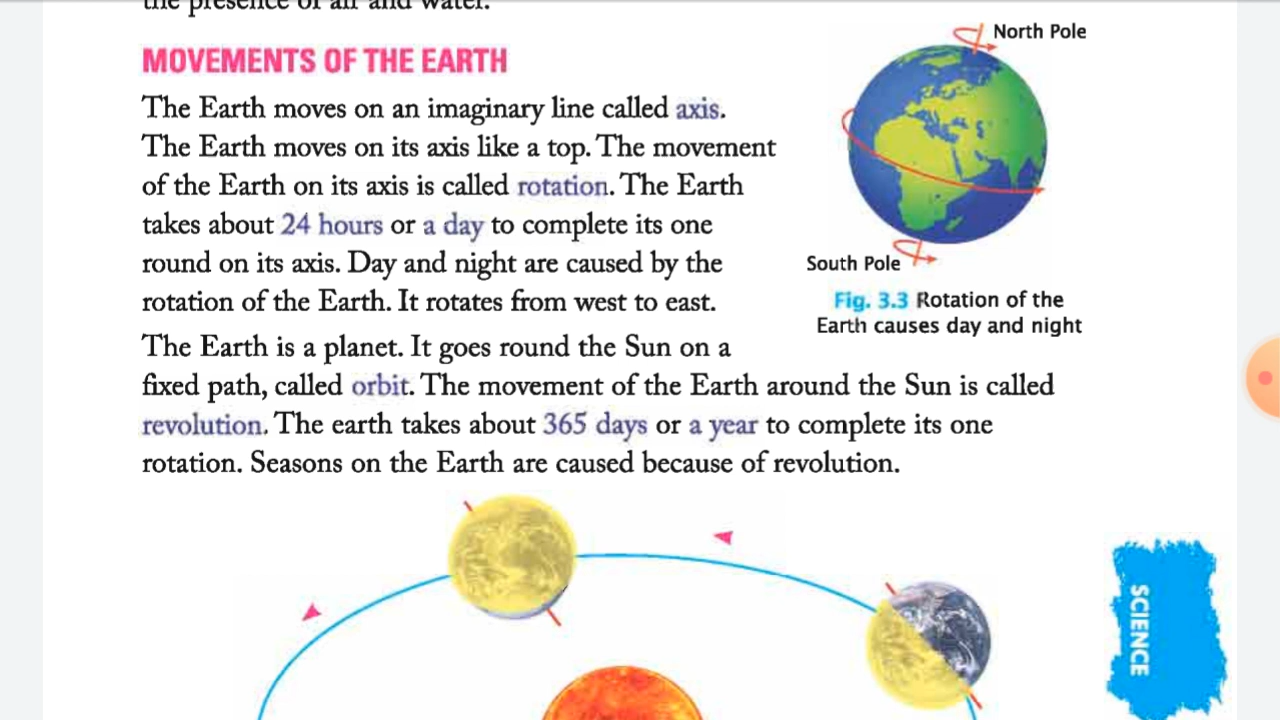 the presence of air and water.
MOVEMENTS OF THE EARTH
The Earth moves on an imaginary line called axis.
The Earth moves on its axis like a top. The movement
of the Earth on its axis is called rotation. The Earth
takes about 24 hours or a day to complete its one
round on its axis. Day and night are caused by the
rotation of the Earth. It rotates from west to east.
North Pole
South Pole
Fig. 3.3 Rotation of the
Earth causes day and night
The Earth is a planet. It goes round the Sun on a
fixed path, called orbit. The movement of the Earth around the Sun is called
revolution. The earth takes about 365 days or a year to complete its one
rotation. Seasons on the Earth are caused because of revolution.
SCIENCE